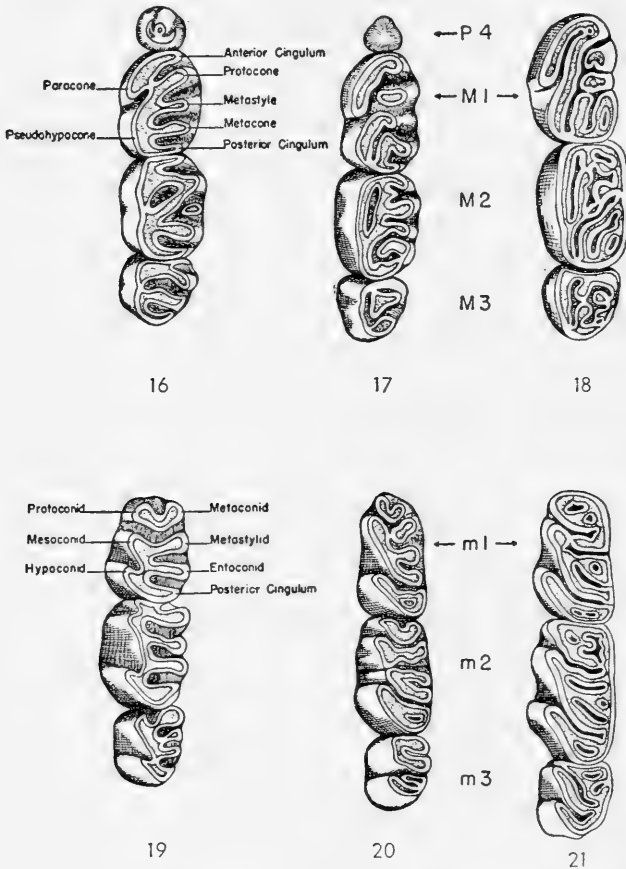 Anterior Cingulum
Protocone
Paracone
Metastyle
Metacone
Pseudohypocone
Posterior Cingulum
P 4
M 1
M 2
M 3
16
17
18
Protoconid
Metaconid
Mesoconid
Metastylid
Hypoconid
Entoconid
Posterior Cingulum
m 1
m 2
m 3
19
20
21